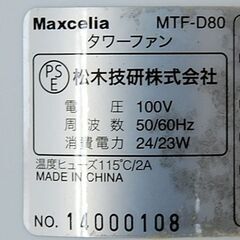 Maxcelia MTF-D80
タワーファン
PSE 松木技研株式会社
電圧 100V
周波数 50/60Hz
消費電力 24/23W
温度ヒューズ115℃/2A
MADE IN CHINA
NO. 14000108